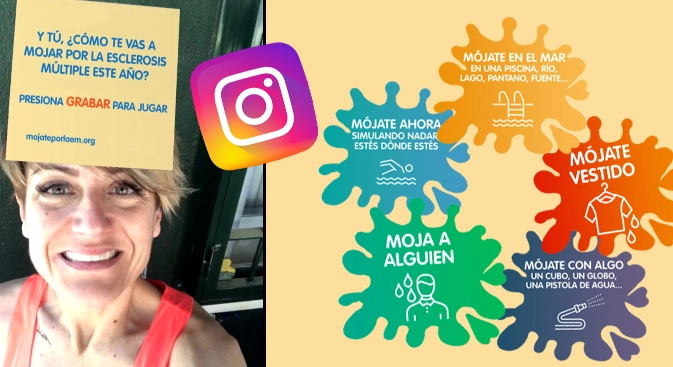 Y TÚ, ¿CÓMO TE VAS A
MOJAR POR LA ESCLEROSIS
MÚLTIPLE ESTE AÑO?
PRESIONA GRABAR PARA JUGAR
mojateporlaem.org
MÓJATE EN EL MAR
EN UNA PISCINA, RÍO,
LAGO, PANTANO, FUENTE...
MÓJATE AHORA
SIMULANDO NADAR
ESTÉS DÓNDE ESTÉS
MÓJATE
VESTIDO
MOJA A
ALGUIEN
MÓJATE CON ALGO
UN CUBO, UN GLOBO,
UNA PISTOLA DE AGUA...